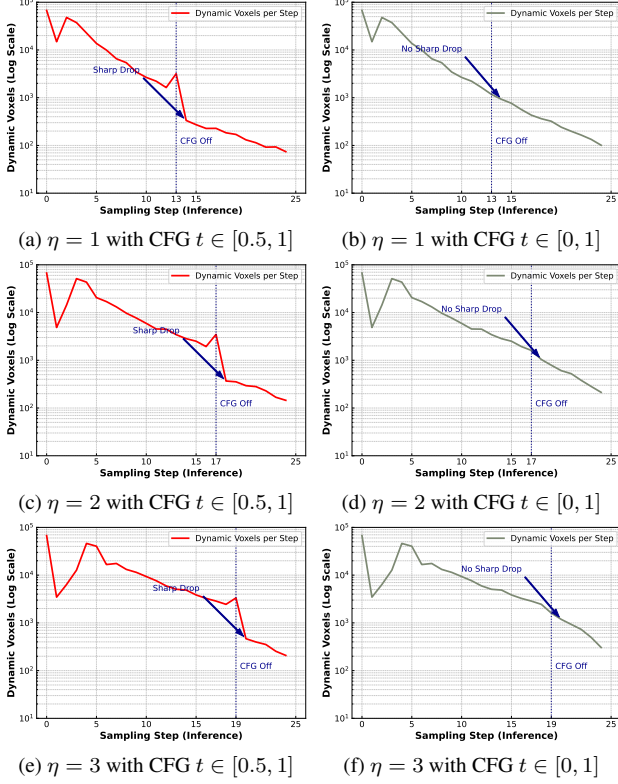 Dynamic Voxels (Log Scale)
10⁵
10⁴
10³
10²
10¹
Dynamic Voxels per Step
Sharp Drop
CFG Off
0 5 10 13 15 25
Sampling Step (Inference)
(a) η = 1 with CFG t ∈ [0.5, 1]
Dynamic Voxels (Log Scale)
10⁵
10⁴
10³
10²
10¹
Dynamic Voxels per Step
No Sharp Drop
CFG Off
0 5 10 13 15 25
Sampling Step (Inference)
(b) η = 1 with CFG t ∈ [0, 1]
Dynamic Voxels (Log Scale)
10⁵
10⁴
10³
10²
10¹
Dynamic Voxels per Step
Sharp Drop
CFG Off
0 5 10 15 17 25
Sampling Step (Inference)
(c) η = 2 with CFG t ∈ [0.5, 1]
Dynamic Voxels (Log Scale)
10⁵
10⁴
10³
10²
10¹
Dynamic Voxels per Step
No Sharp Drop
CFG Off
0 5 10 15 17 25
Sampling Step (Inference)
(d) η = 2 with CFG t ∈ [0, 1]
Dynamic Voxels (Log Scale)
10⁵
10⁴
10³
10²
10¹
Dynamic Voxels per Step
Sharp Drop
CFG Off
0 5 10 15 19 25
Sampling Step (Inference)
(e) η = 3 with CFG t ∈ [0.5, 1]
Dynamic Voxels (Log Scale)
10⁵
10⁴
10³
10²
10¹
Dynamic Voxels per Step
No Sharp Drop
CFG Off
0 5 10 15 19 25
Sampling Step (Inference)
(f) η = 3 with CFG t ∈ [0, 1]